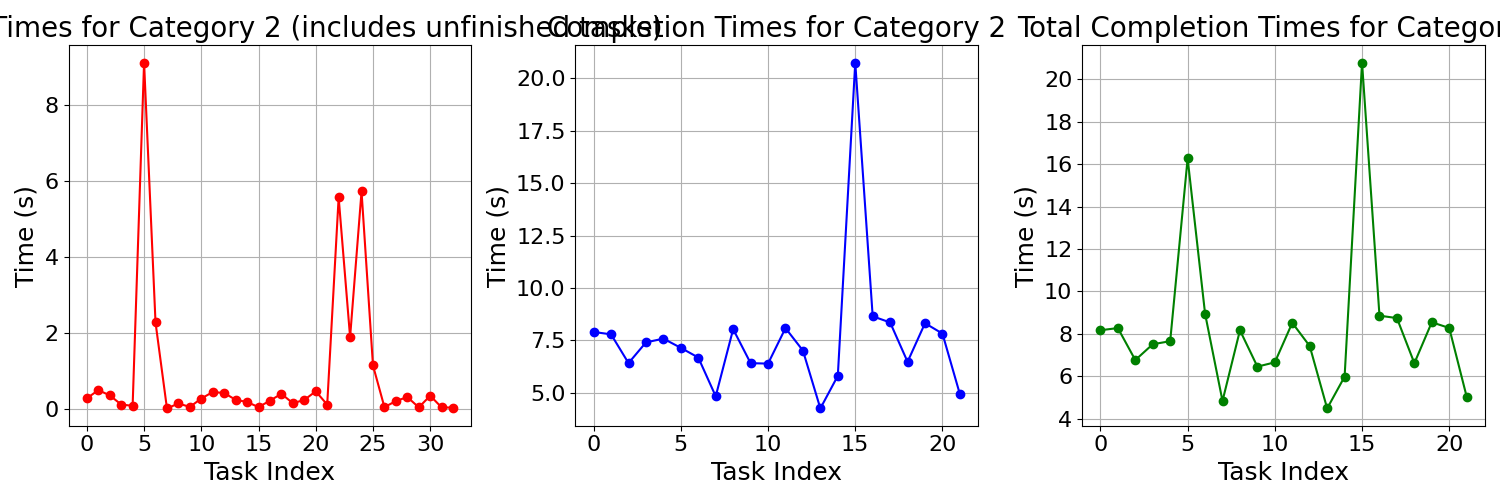 Times for Category 2 (includes unfinished tasks)
Completion Times for Category 2
Total Completion Times for Categor
Time (s)
8
6
4
2
0
0 5 10 15 20 25 30
Task Index
Time (s)
20.0
17.5
15.0
12.5
10.0
7.5
5.0
0 5 10 15 20
Task Index
Time (s)
20
18
16
14
12
10
8
6
4
0 5 10 15 20
Task Index